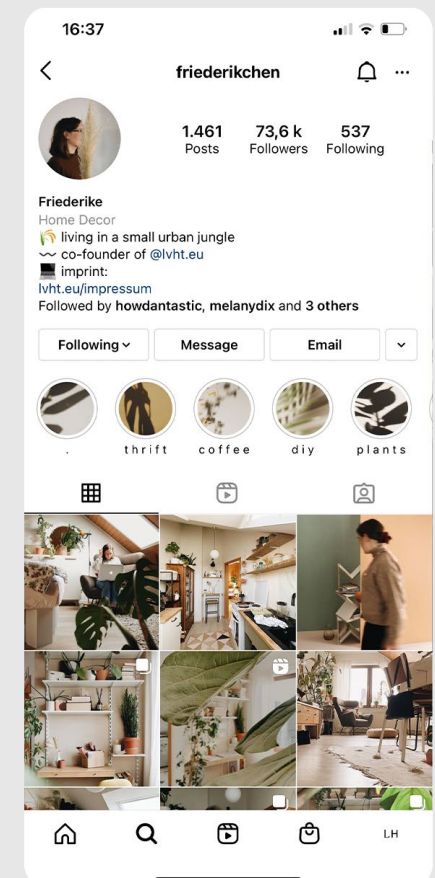 16:37
friederikchen
1.461 73,6 k 537
Posts Followers Following
Friederike
Home Decor
living in a small urban jungle
co-founder of @lvht.eu
imprint:
lvht.eu/impressum
Followed by howdantastic, melanydix and 3 others
Following Message Email
. thrift coffee diy plants
LH